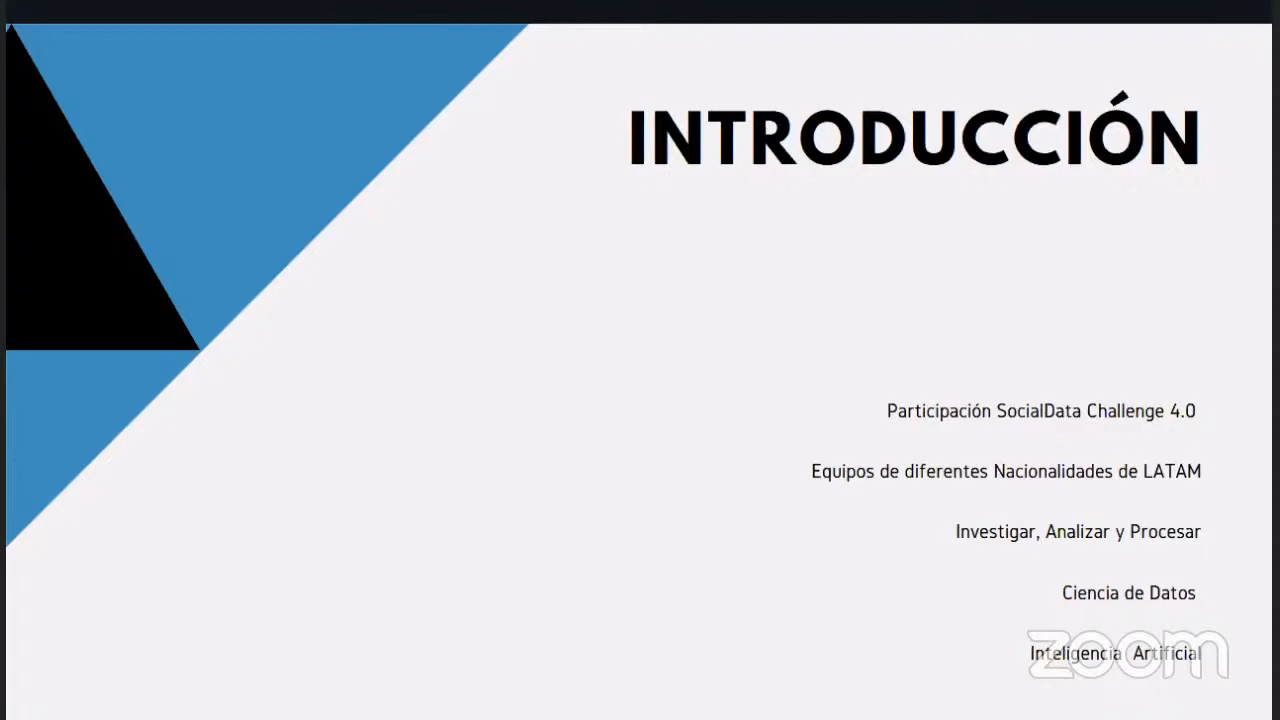 INTRODUCCIÓN
Participación SocialData Challenge 4.0
Equipos de diferentes Nacionalidades de LATAM
Investigar, Analizar y Procesar
Ciencia de Datos
Inteligencia Artificial
zoom